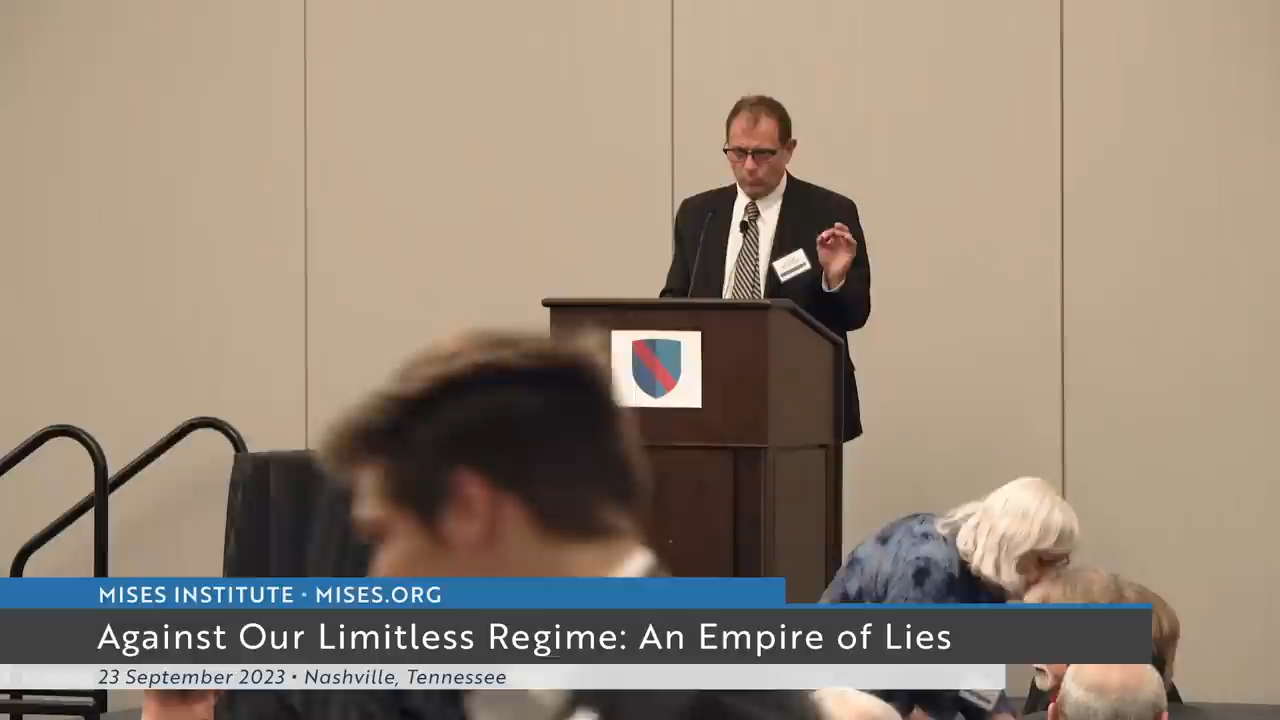 MISES INSTITUTE • MISES.ORG
Against Our Limitless Regime: An Empire of Lies
23 September 2023 • Nashville, Tennessee